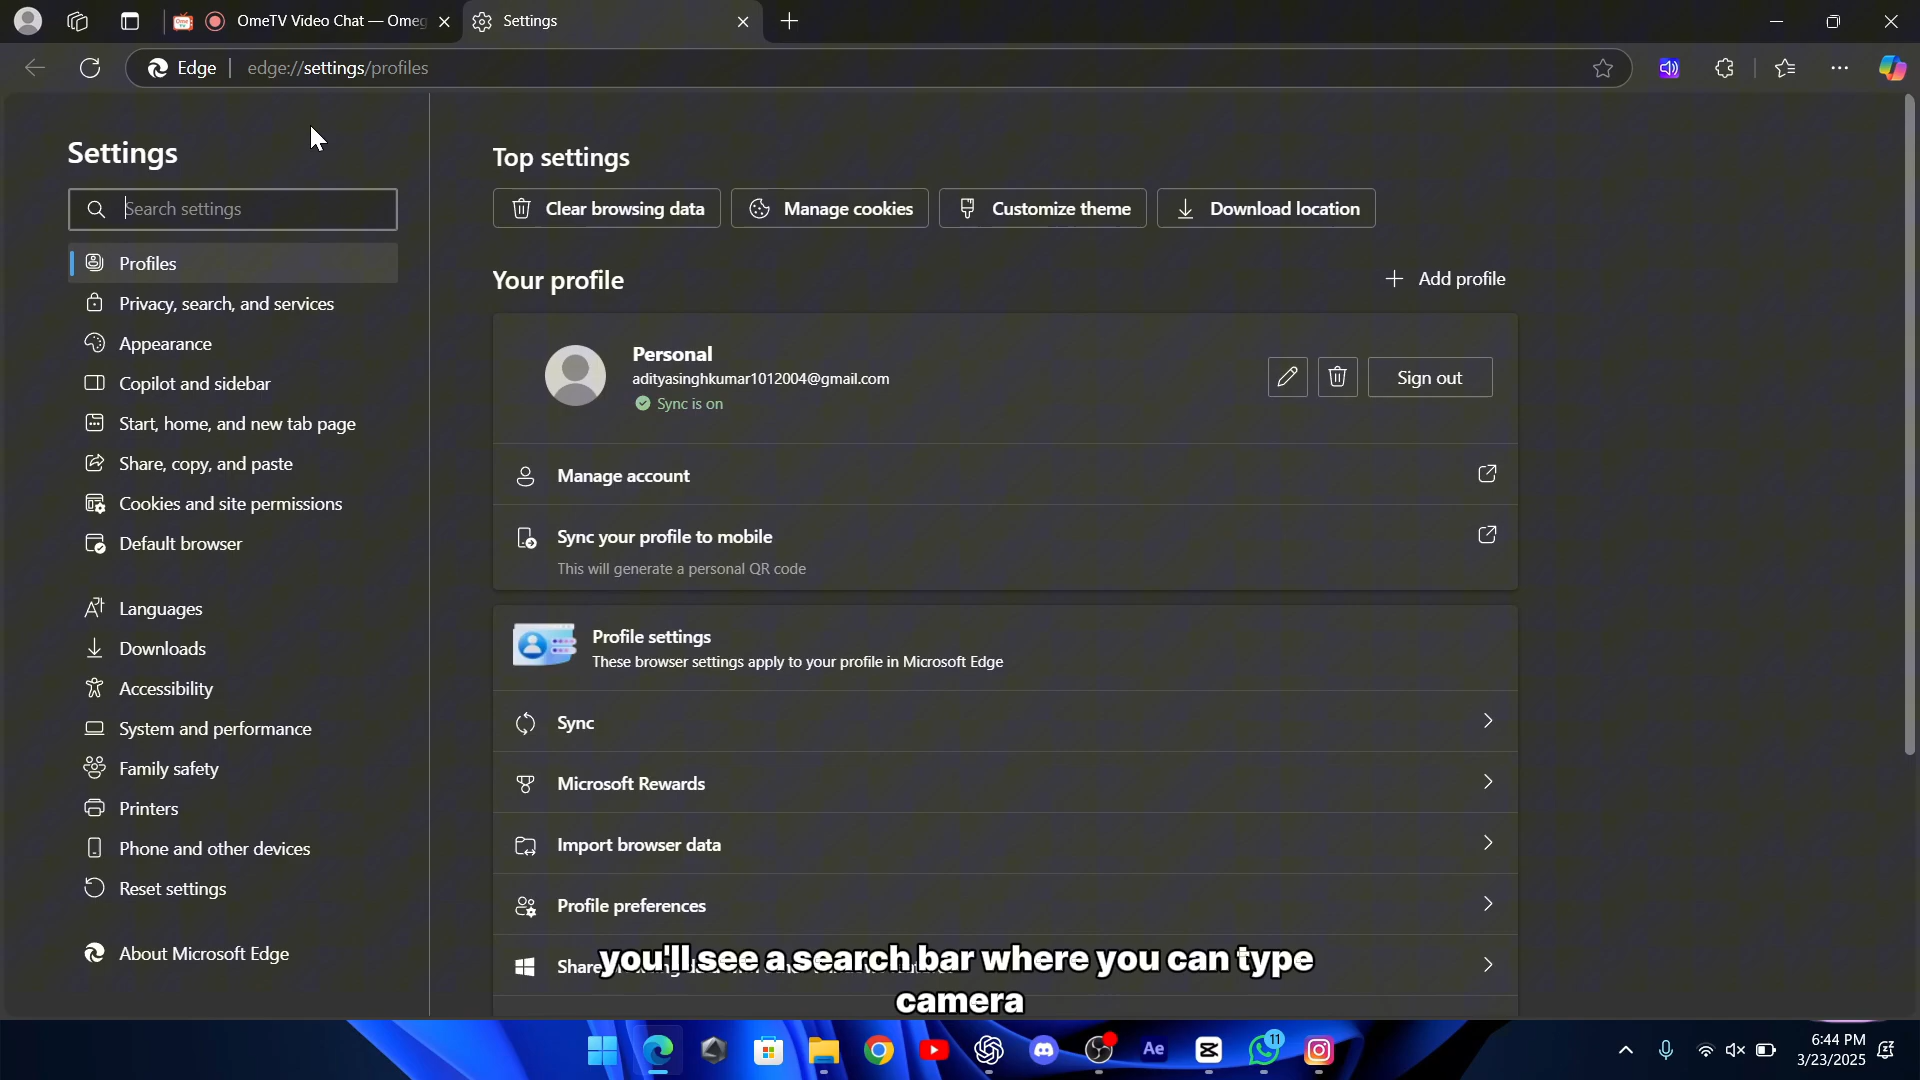 OmeTV Video Chat — Omeg
Settings
Edge
edge://settings/profiles
Settings
Search settings
Profiles
Privacy, search, and services
Appearance
Copilot and sidebar
Start, home, and new tab page
Share, copy, and paste
Cookies and site permissions
Default browser
Languages
Downloads
Accessibility
System and performance
Family safety
Printers
Phone and other devices
Reset settings
About Microsoft Edge
Top settings
Clear browsing data
Manage cookies
Customize theme
Download location
Your profile
Add profile
Personal
adityasinghkumar1012004@gmail.com
Sync is on
Sign out
Manage account
Sync your profile to mobile
This will generate a personal QR code
Profile settings
These browser settings apply to your profile in Microsoft Edge
Sync
Microsoft Rewards
Import browser data
Profile preferences
Share
you'll see a search bar where you can type
camera
Ae
11
6:44 PM
3/23/2025